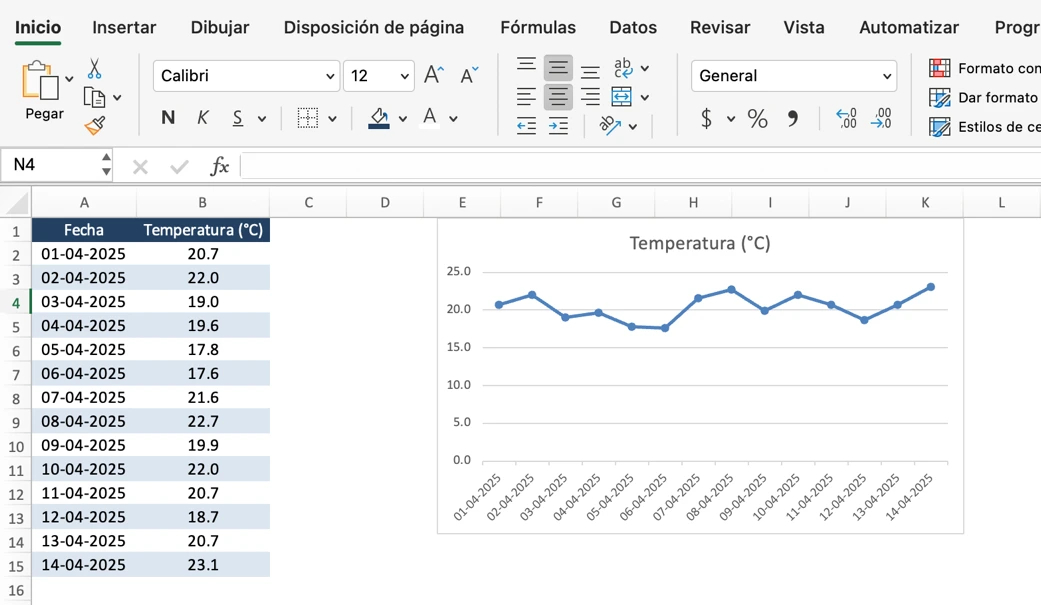 Inicio Insertar Dibujar Disposición de página Fórmulas Datos Revisar Vista Automatizar Progr
Pegar
Calibri 12 A A
N K S A
ab
ab
General
$ % 9 .00 .00 .0
Formato con
Dar formato
Estilos de ce
N4 fx
A B C D E F G H I J K L
1 Fecha Temperatura (°C)
2 01-04-2025 20.7
3 02-04-2025 22.0
4 03-04-2025 19.0
5 04-04-2025 19.6
6 05-04-2025 17.8
7 06-04-2025 17.6
8 07-04-2025 21.6
9 08-04-2025 22.7
10 09-04-2025 19.9
11 10-04-2025 22.0
12 11-04-2025 20.7
13 12-04-2025 18.7
14 13-04-2025 20.7
15 14-04-2025 23.1
16
Temperatura (°C)
25.0
20.0
15.0
10.0
5.0
0.0
01-04-2025 02-04-2025 03-04-2025 04-04-2025 05-04-2025 06-04-2025 07-04-2025 08-04-2025 09-04-2025 10-04-2025 11-04-2025 12-04-2025 13-04-2025 14-04-2025